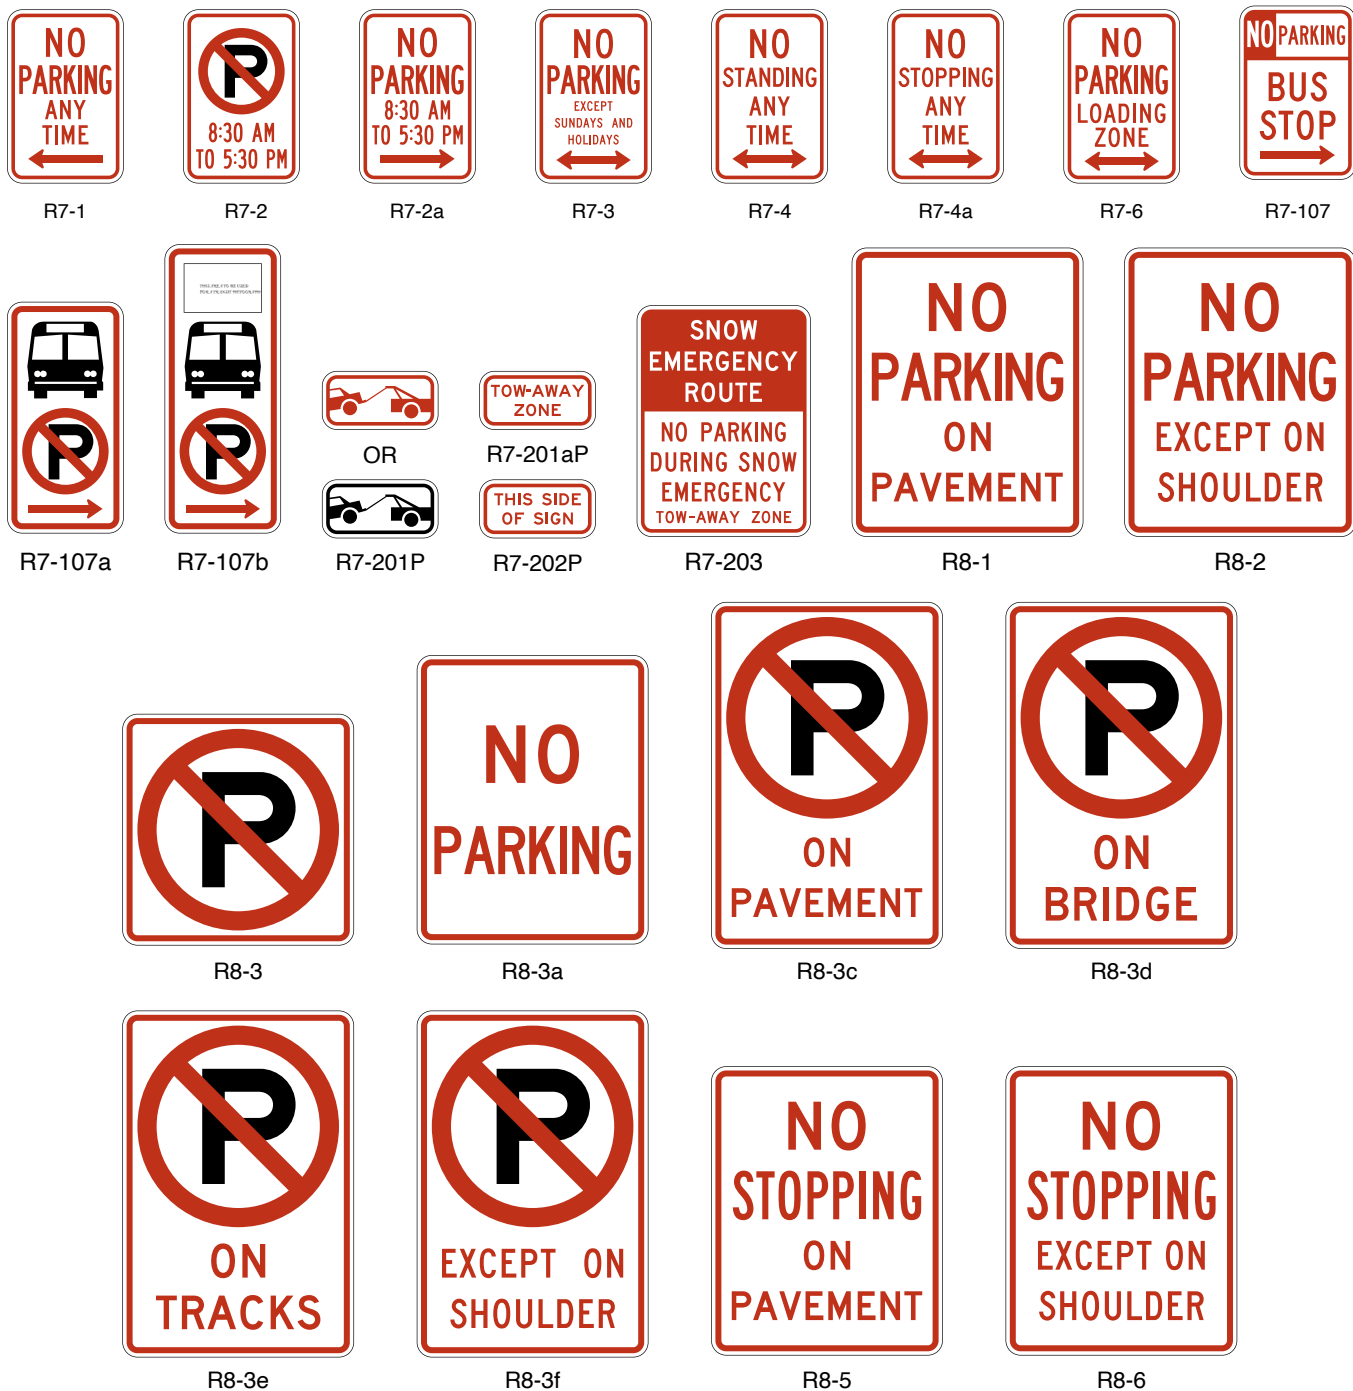 NO
PARKING
ANY
TIME
R7-1
P
8:30 AM
TO 5:30 PM
R7-2
NO
PARKING
8:30 AM
TO 5:30 PM
R7-2a
NO
PARKING
EXCEPT
SUNDAYS AND
HOLIDAYS
R7-3
NO
STANDING
ANY
TIME
R7-4
NO
STOPPING
ANY
TIME
R7-4a
NO
PARKING
LOADING
ZONE
R7-6
NO PARKING
BUS
STOP
R7-107
P
R7-107a
P
R7-107b
OR
R7-201P
TOW-AWAY
ZONE
R7-201aP
THIS SIDE
OF SIGN
R7-202P
SNOW
EMERGENCY
ROUTE
NO PARKING
DURING SNOW
EMERGENCY
TOW-AWAY ZONE
R7-203
NO
PARKING
ON
PAVEMENT
R8-1
NO
PARKING
EXCEPT ON
SHOULDER
R8-2
P
R8-3
NO
PARKING
R8-3a
P
ON
PAVEMENT
R8-3c
P
ON
BRIDGE
R8-3d
P
ON
TRACKS
R8-3e
P
EXCEPT ON
SHOULDER
R8-3f
NO
STOPPING
ON
PAVEMENT
R8-5
NO
STOPPING
EXCEPT ON
SHOULDER
R8-6